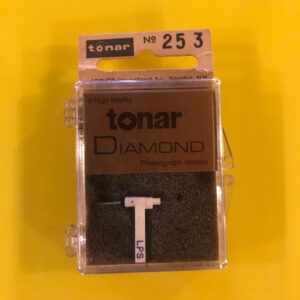 tonar No 253
a high fidelity
tonar
DIAMOND
Phonograph needle
LPS